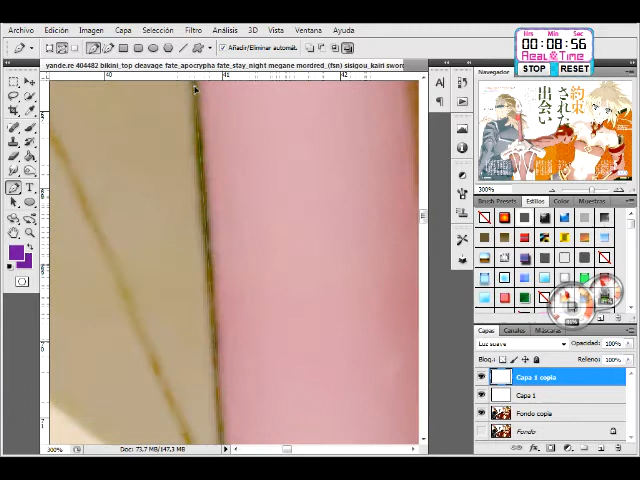 Archivo Edición Imagen Capa Selección Filtro Análisis 3D Vista Ventana Ayuda
Hrs Min Sec
00:08:56
Real Time
STOP RESET
Añadir/Eliminar automát.
yande.re 404482 bikini_top cleavage fate_apocrypha fate_stay_night megane mordred_(fsn) sisigou_kairi sword
40 41 42
Navegador
約束
された
出会い
300%
Brush Presets Estilos Color Muestras
Capas Canales Máscaras
Luz suave Opacidad: 100%
Bloq.: Relleno: 100%
Capa 1 copia
Capa 1
Fondo copia
Fondo
300% Doc: 73,7 MB/147,3 MB